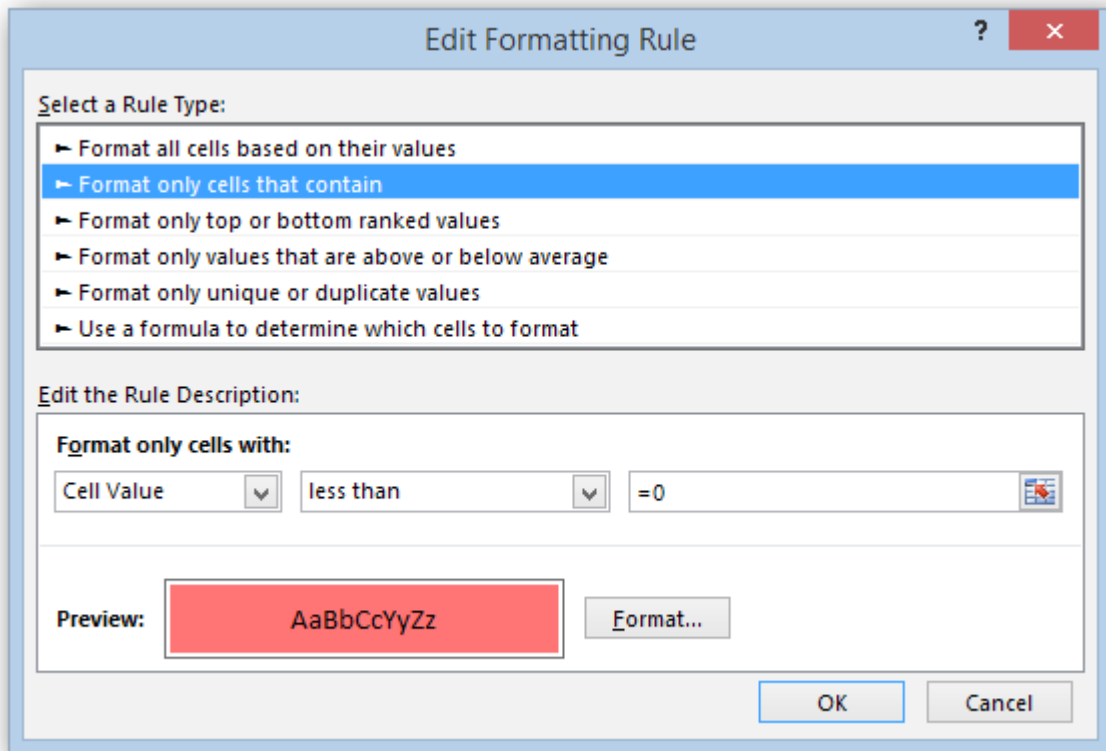 Edit Formatting Rule
?
Select a Rule Type:
► Format all cells based on their values
► Format only cells that contain
► Format only top or bottom ranked values
► Format only values that are above or below average
► Format only unique or duplicate values
► Use a formula to determine which cells to format
Edit the Rule Description:
Format only cells with:
Cell Value less than =0
Preview: AaBbCcYyZz Format...
OK Cancel